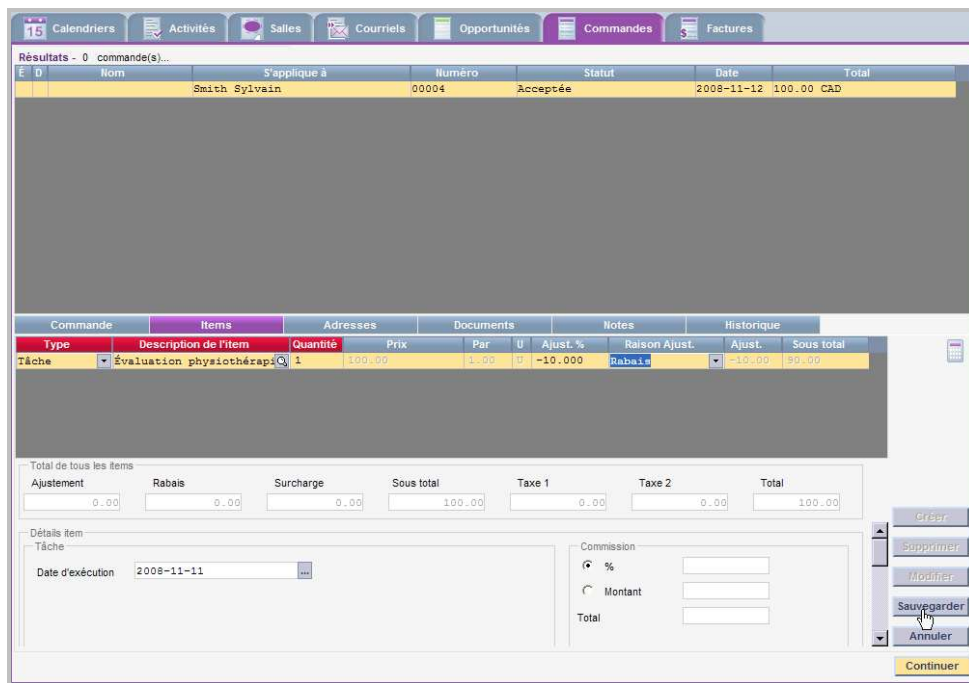 15 Calendriers Activités Salles Courriels Opportunités Commandes $ Factures
Résultats - 0 commande(s)...
É D Nom S'applique à Numéro Statut Date Total
Smith Sylvain 00004 Acceptée 2008-11-12 100.00 CAD
Commande Items Adresses Documents Notes Historique
Type Description de l'item Quantité Prix Par U Ajust. % Raison Ajust. Ajust. Sous total
Tâche Évaluation physiothérapi 1 100.00 1.00 U -10.000 Rabais -10.00 90.00
Total de tous les items
Ajustement Rabais Surcharge Sous total Taxe 1 Taxe 2 Total
0.00 0.00 0.00 100.00 0.00 0.00 100.00
Créer
Détails item
Tâche Commission
Supprimer
Date d'exécution 2008-11-11 ... %
Modifier
Montant
Sauvegarder
Total
Annuler
Continuer